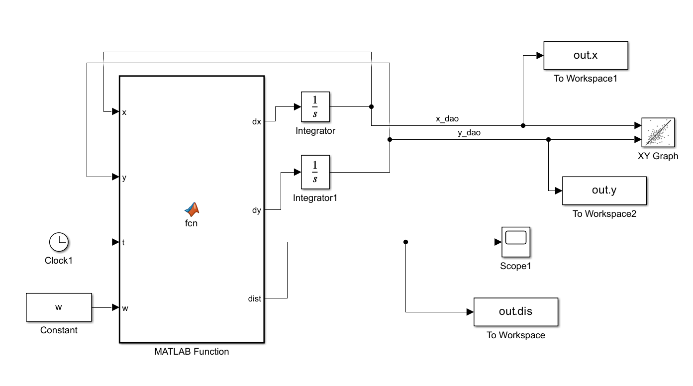 out.x
To Workspace1
x
dx
1
s
Integrator
x_dao
y_dao
XY Graph
y
1
s
Integrator1
out.y
To Workspace2
fcn
dy
Clock1
t
Scope1
w
Constant
w
dist
out.dis
To Workspace
MATLAB Function